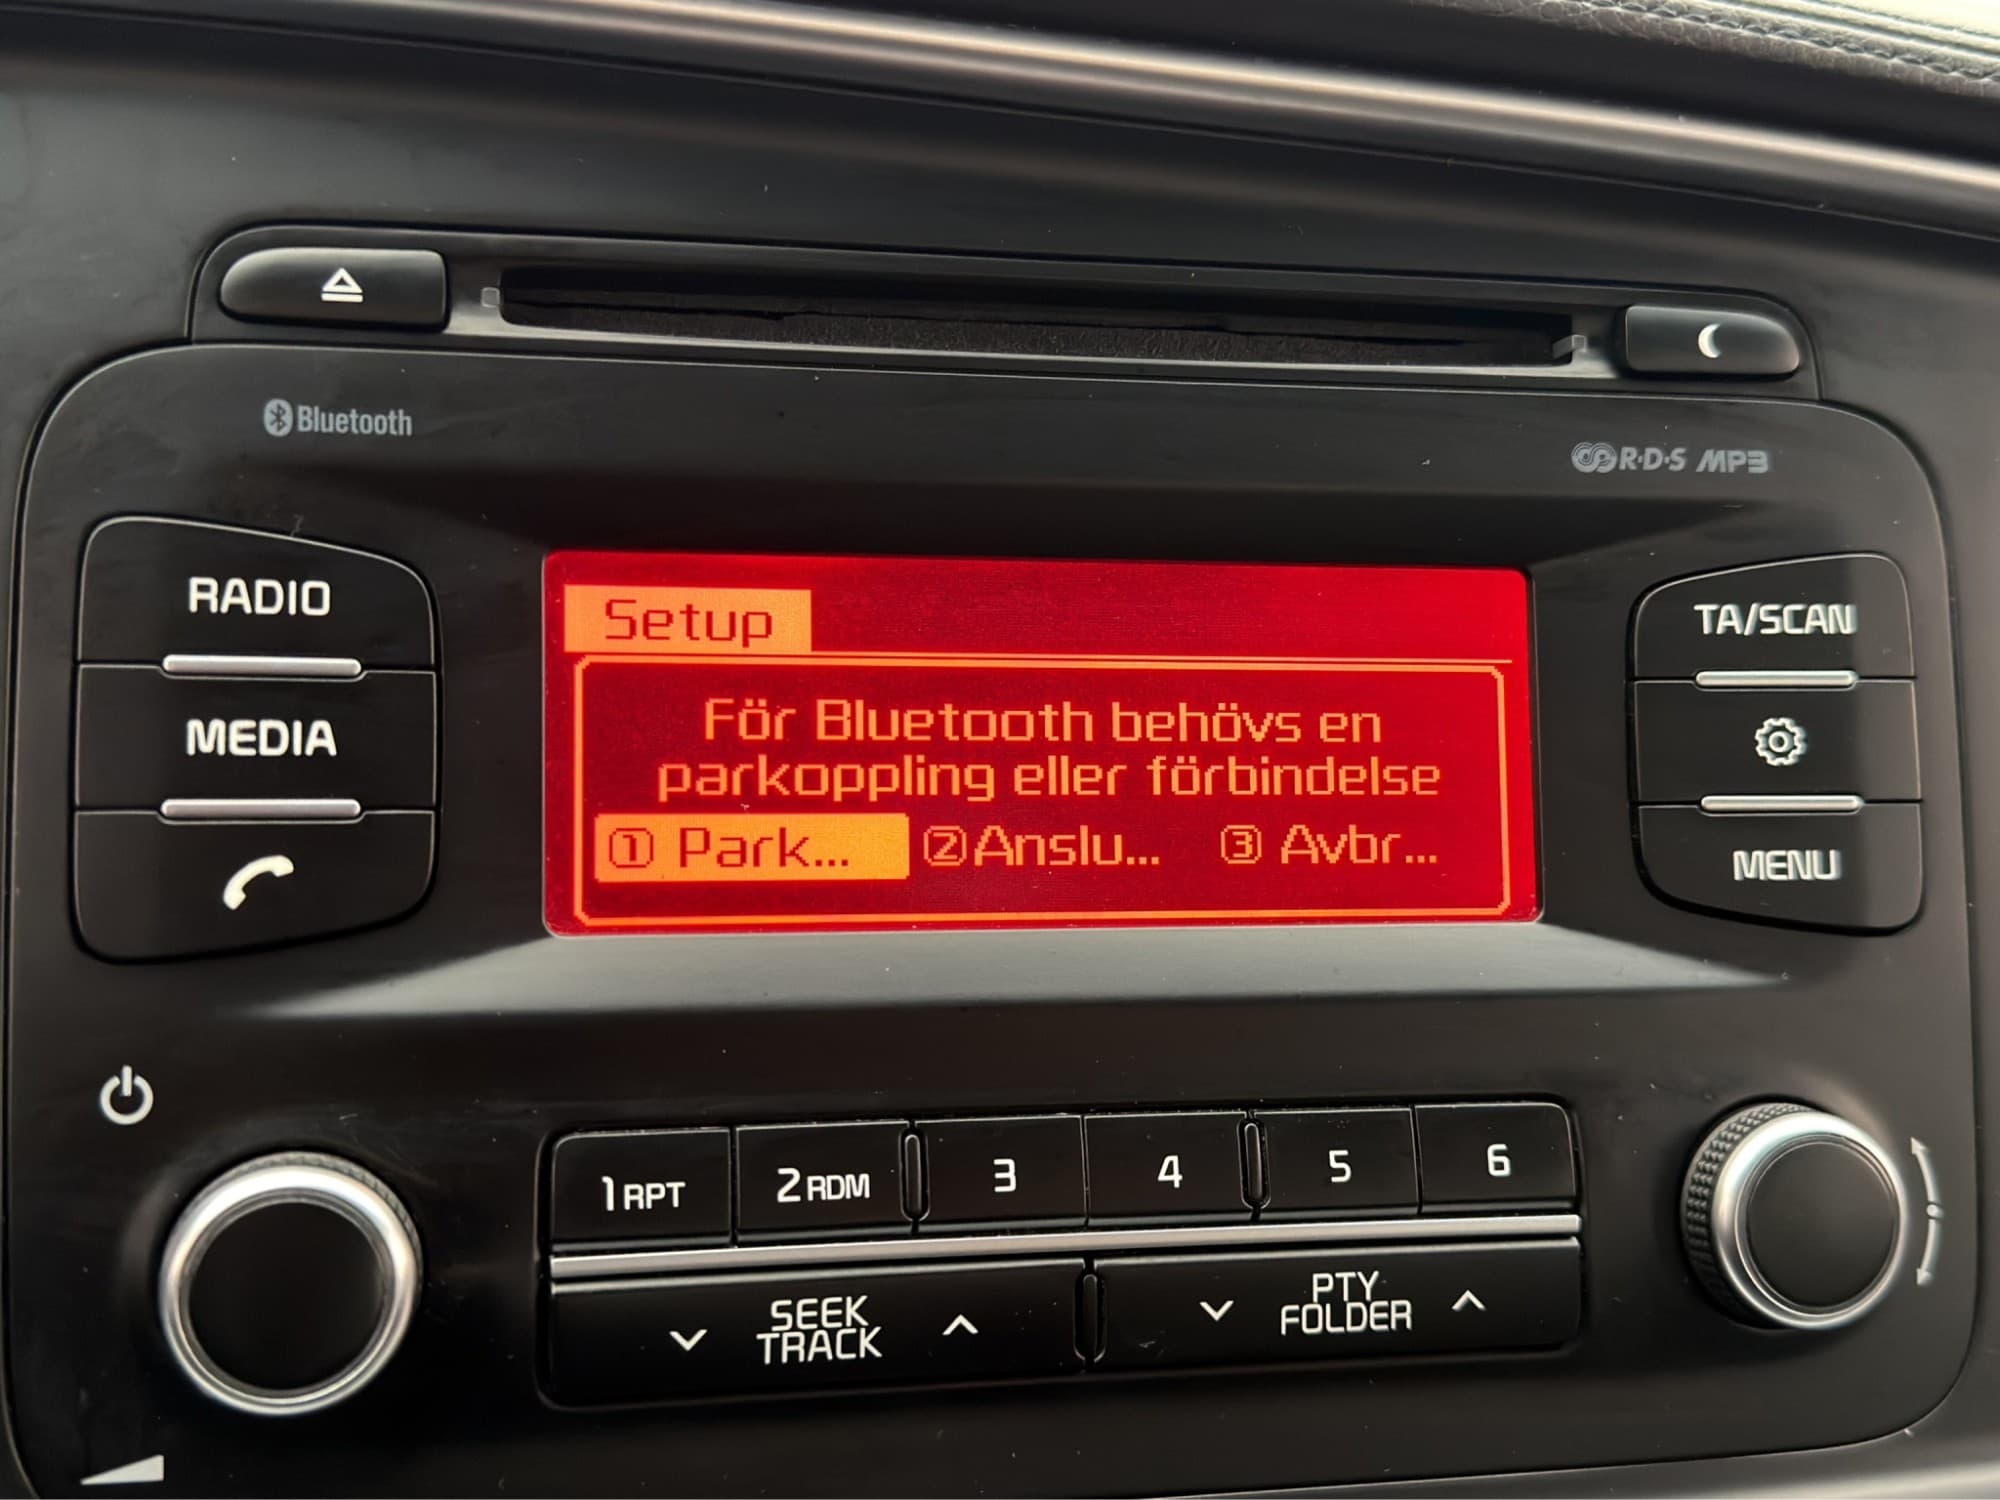 Bluetooth
R·D·S MP3
RADIO
MEDIA
TA/SCAN
MENU
Setup
För Bluetooth behövs en
parkoppling eller förbindelse
① Park... ②Anslu... ③ Avbr...
1 RPT
2 RDM
3
4
5
6
SEEK
TRACK
PTY
FOLDER